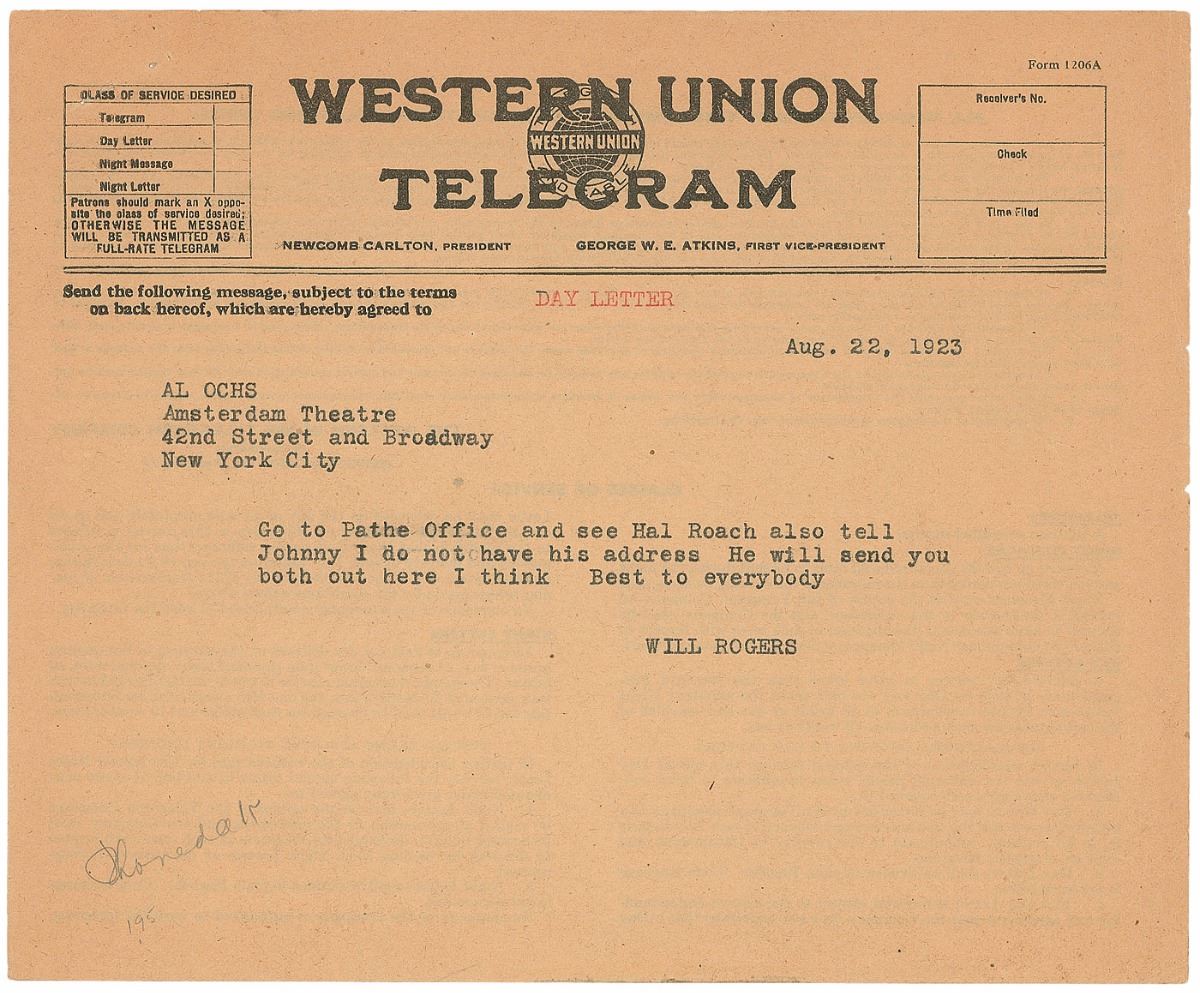 Form 1206A
CLASS OF SERVICE DESIRED
Telegram
Day Letter
Night Message
Night Letter
Patrons should mark an X oppo-
site the class of service desired;
OTHERWISE THE MESSAGE
WILL BE TRANSMITTED AS A
FULL-RATE TELEGRAM
WESTERN UNION
WESTERN UNION
TELEGRAM
NEWCOMB CARLTON, PRESIDENT
GEORGE W. E. ATKINS, FIRST VICE-PRESIDENT
Receiver's No.
Check
Time Filed
Send the following message, subject to the terms
on back hereof, which are hereby agreed to
DAY LETTER
Aug. 22, 1923
AL OCHS
Amsterdam Theatre
42nd Street and Broadway
New York City
Go to Pathe Office and see Hal Roach also tell
Johnny I do not have his address He will send you
both out here I think Best to everybody
WILL ROGERS
195